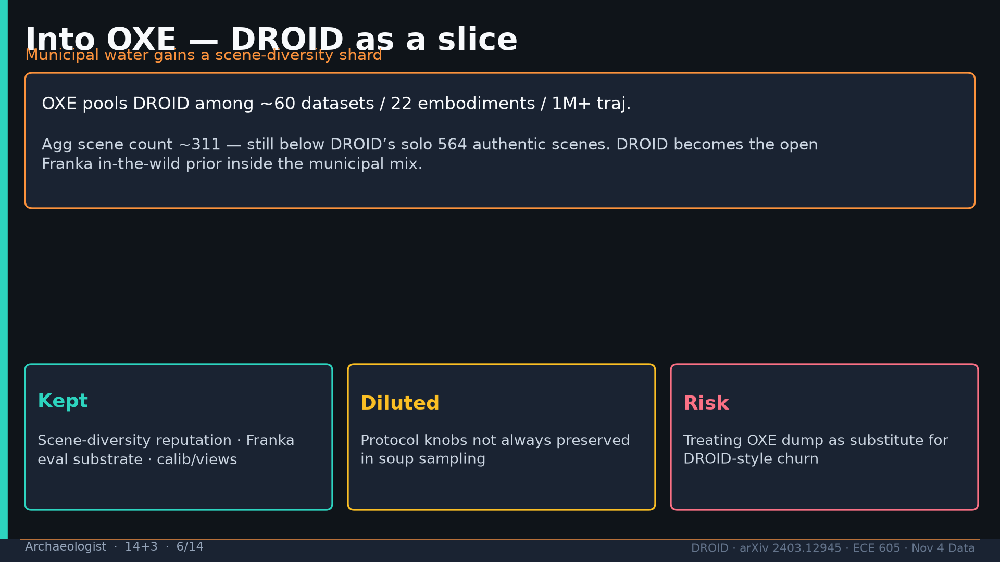 Into OXE — DROID as a slice
Municipal water gains a scene-diversity shard
OXE pools DROID among ~60 datasets / 22 embodiments / 1M+ traj.
Agg scene count ~311 — still below DROID’s solo 564 authentic scenes. DROID becomes the open
Franka in-the-wild prior inside the municipal mix.
Kept
Scene-diversity reputation · Franka
eval substrate · calib/views
Diluted
Protocol knobs not always preserved
in soup sampling
Risk
Treating OXE dump as substitute for
DROID-style churn
Archaeologist · 14+3 · 6/14
DROID · arXiv 2403.12945 · ECE 605 · Nov 4 Data